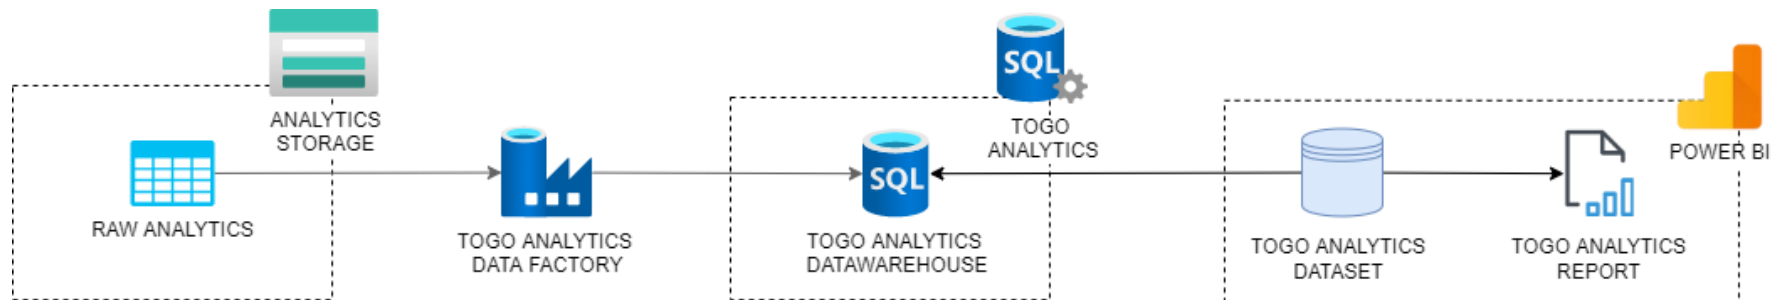 ANALYTICS
STORAGE
RAW ANALYTICS
TOGO ANALYTICS
DATA FACTORY
SQL
TOGO
ANALYTICS
SQL
TOGO ANALYTICS
DATAWAREHOUSE
POWER BI
TOGO ANALYTICS
DATASET
TOGO ANALYTICS
REPORT